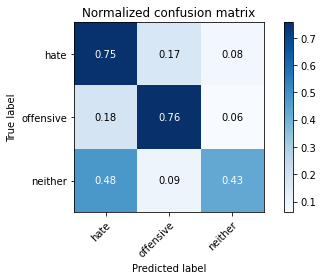 Normalized confusion matrix
True label
hate
0.75 0.17 0.08
offensive
0.18 0.76 0.06
neither
0.48 0.09 0.43
hate offensive neither
Predicted label
0.7
0.6
0.5
0.4
0.3
0.2
0.1